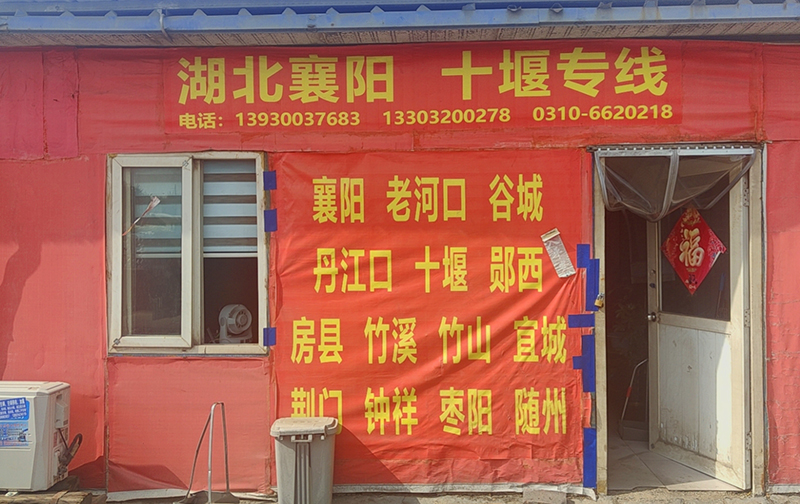 湖北襄阳 十堰专线
电话：13930037683 13303200278 0310-6620218
襄阳 老河口 谷城
丹江口 十堰 郧西
房县 竹溪 竹山 宜城
荆门 钟祥 枣阳 随州
福